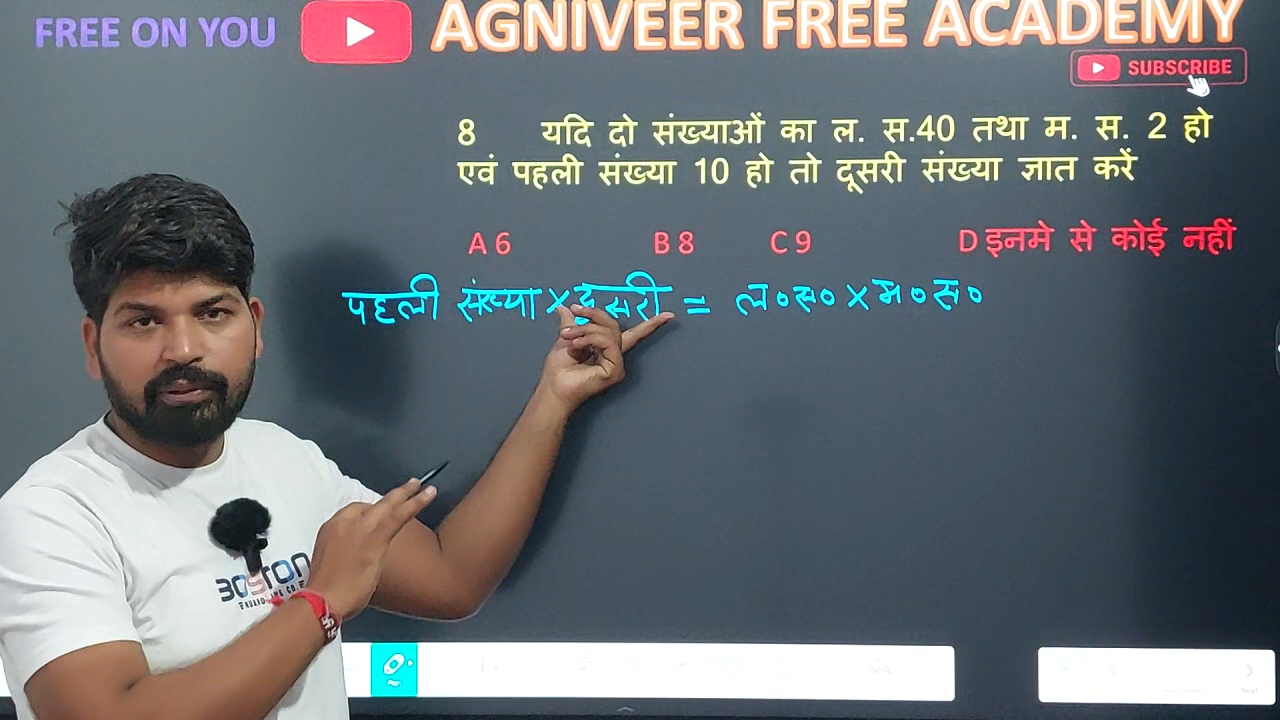 FREE ON YOU
AGNIVEER FREE ACADEMY
SUBSCRIBE
8 यदि दो संख्याओं का ल. स.40 तथा म. स. 2 हो
एवं पहली संख्या 10 हो तो दूसरी संख्या ज्ञात करें
A 6 B 8 C 9 D इनमे से कोई नहीं
पहली संख्या × दूसरी = ल०स० × म०स०
BOSTON